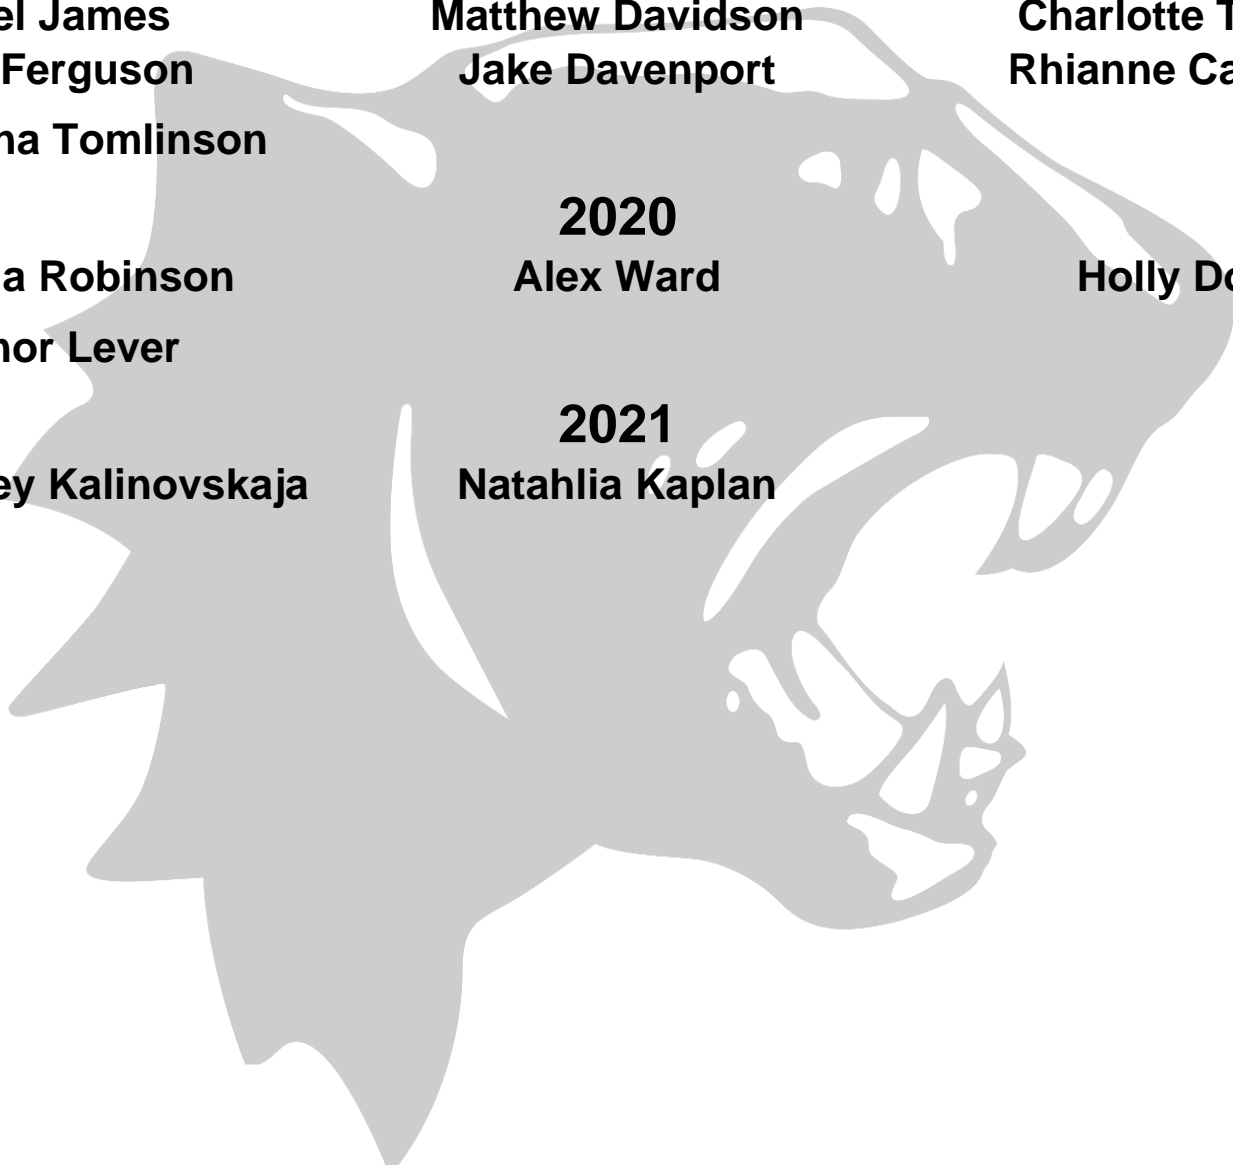 el James Matthew Davidson Charlotte T
Ferguson Jake Davenport Rhianne Ca
na Tomlinson
2020
a Robinson Alex Ward Holly Do
nor Lever
2021
ey Kalinovskaja Natahlia Kaplan